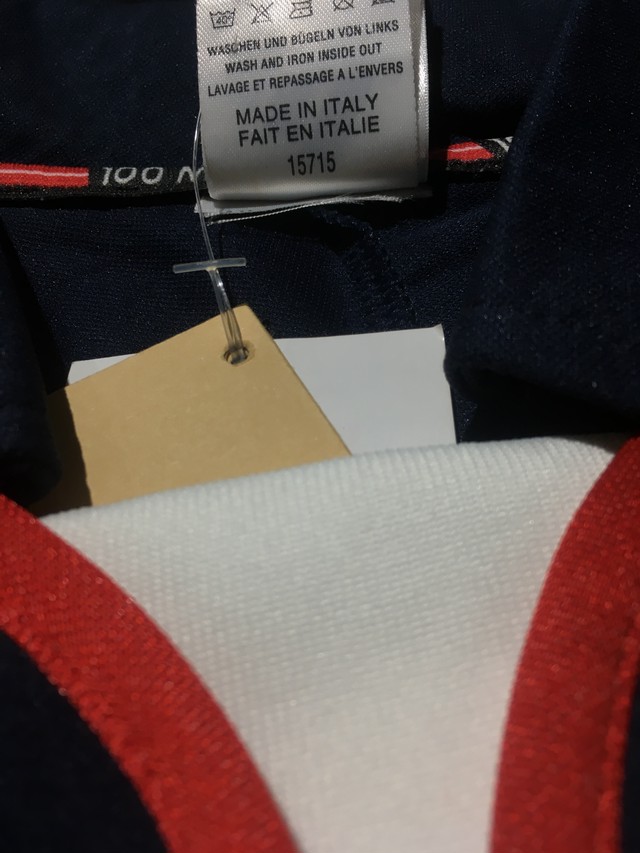 40°
WASCHEN UND BÜGELN VON LINKS
WASH AND IRON INSIDE OUT
LAVAGE ET REPASSAGE A L'ENVERS
MADE IN ITALY
FAIT EN ITALIE
15715
100